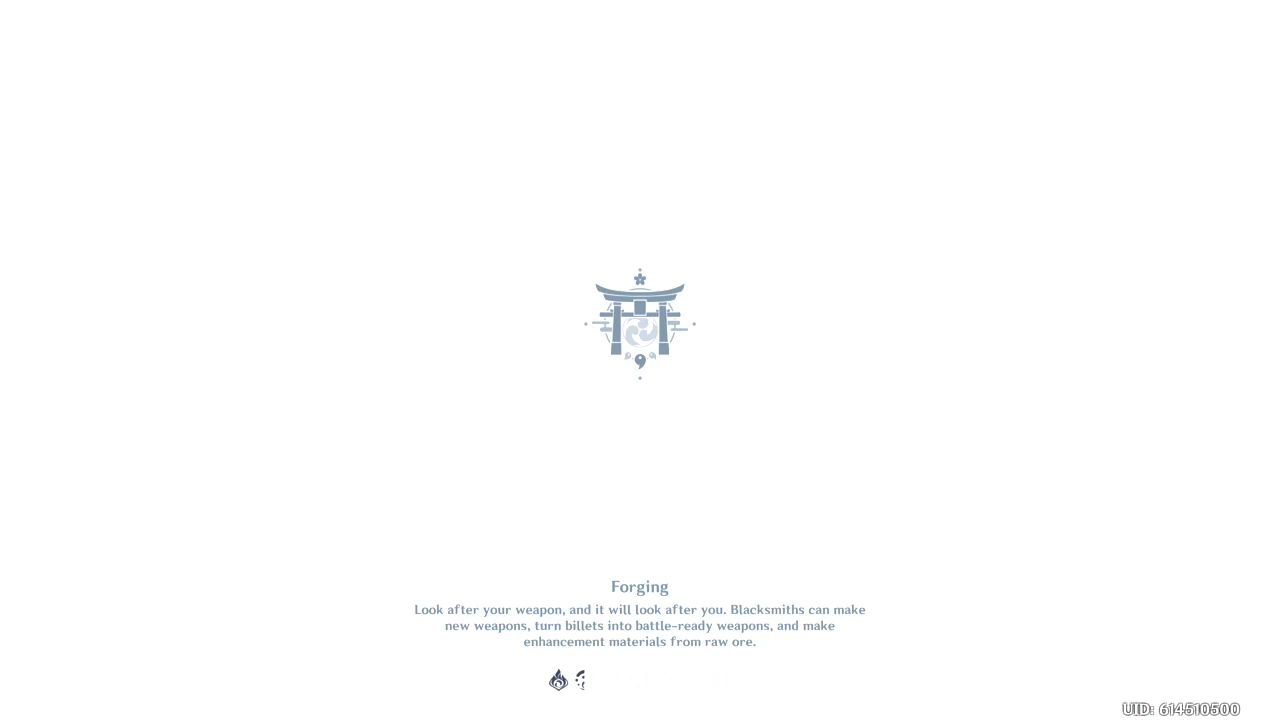 Forging
Look after your weapon, and it will look after you. Blacksmiths can make
new weapons, turn billets into battle-ready weapons, and make
enhancement materials from raw ore.
UID: 614510500